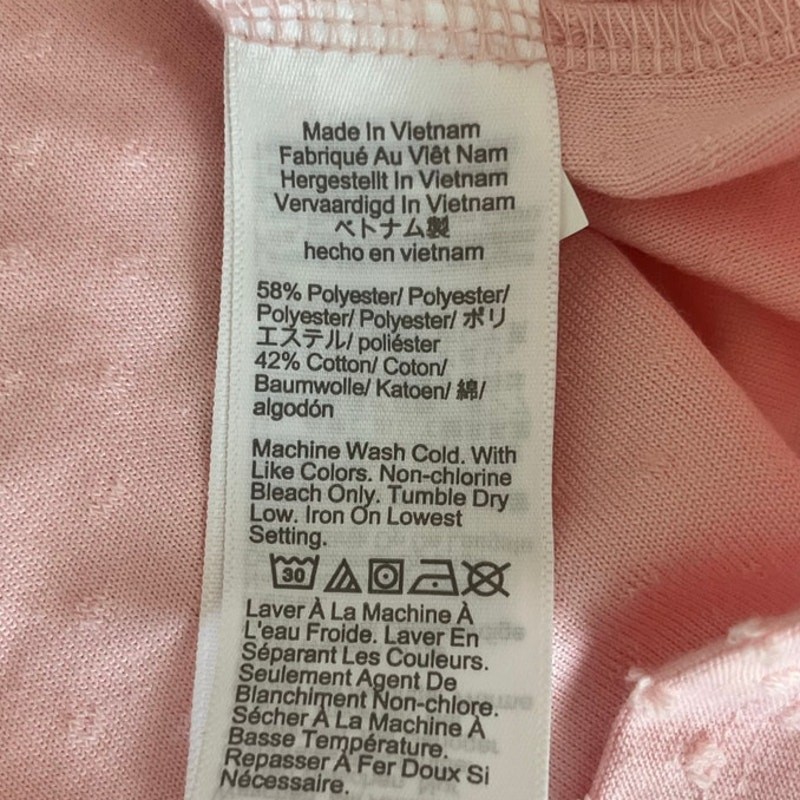 Made In Vietnam
Fabriqué Au Viêt Nam
Hergestellt In Vietnam
Vervaardigd In Vietnam
ベトナム製
hecho en vietnam
58% Polyester/ Polyester/
Polyester/ Polyester/ ポリ
エステル/ poliéster
42% Cotton/ Coton/
Baumwolle/ Katoen/ 綿/
algodón
Machine Wash Cold. With
Like Colors. Non-chlorine
Bleach Only. Tumble Dry
Low. Iron On Lowest
Setting.
30
Laver À La Machine À
L'eau Froide. Laver En
Séparant Les Couleurs.
Seulement Agent De
Blanchiment Non-chlore.
Sécher À La Machine À
Basse Température.
Repasser À Fer Doux Si
Nécessaire.